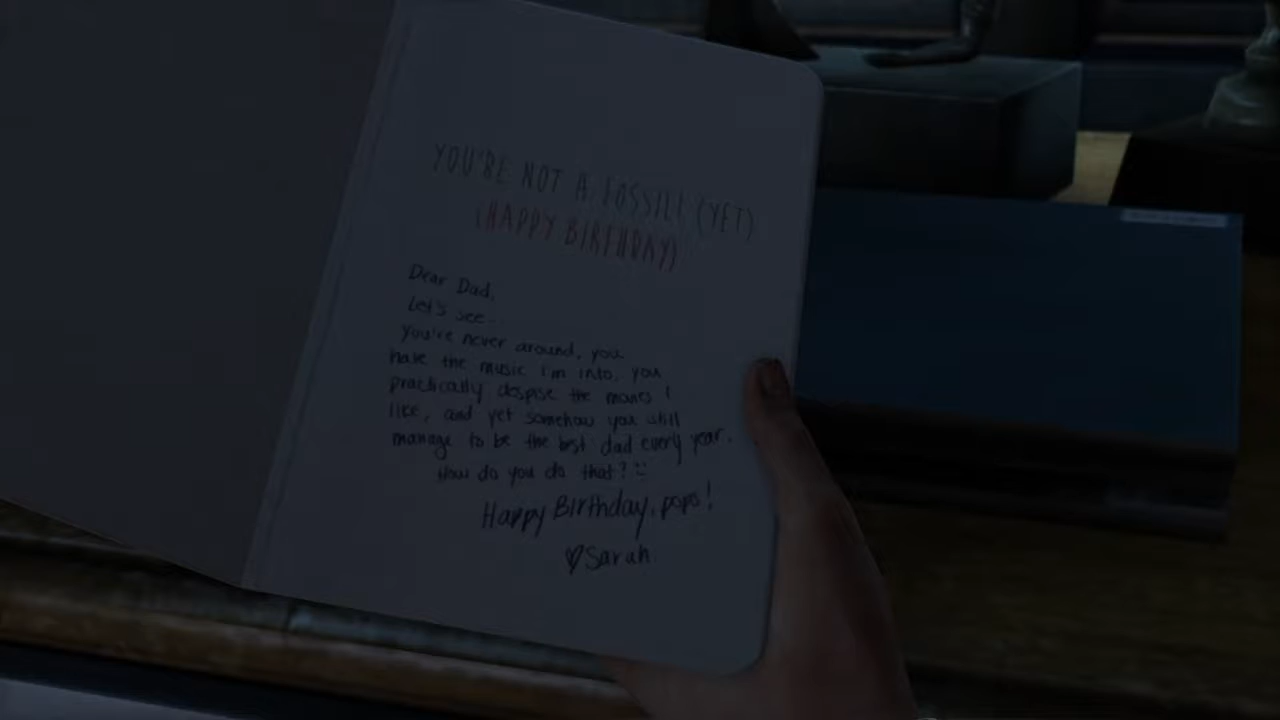 YOU'RE NOT A FOSSIL! (YET)
(HAPPY BIRTHDAY)
Dear Dad,
Let's see...
you're never around, you
hate the music i'm into, you
practically despise the movies i
like, and yet somehow you still
manage to be the best dad every year.
How do you do that? :)
Happy Birthday, pops!
♡Sarah